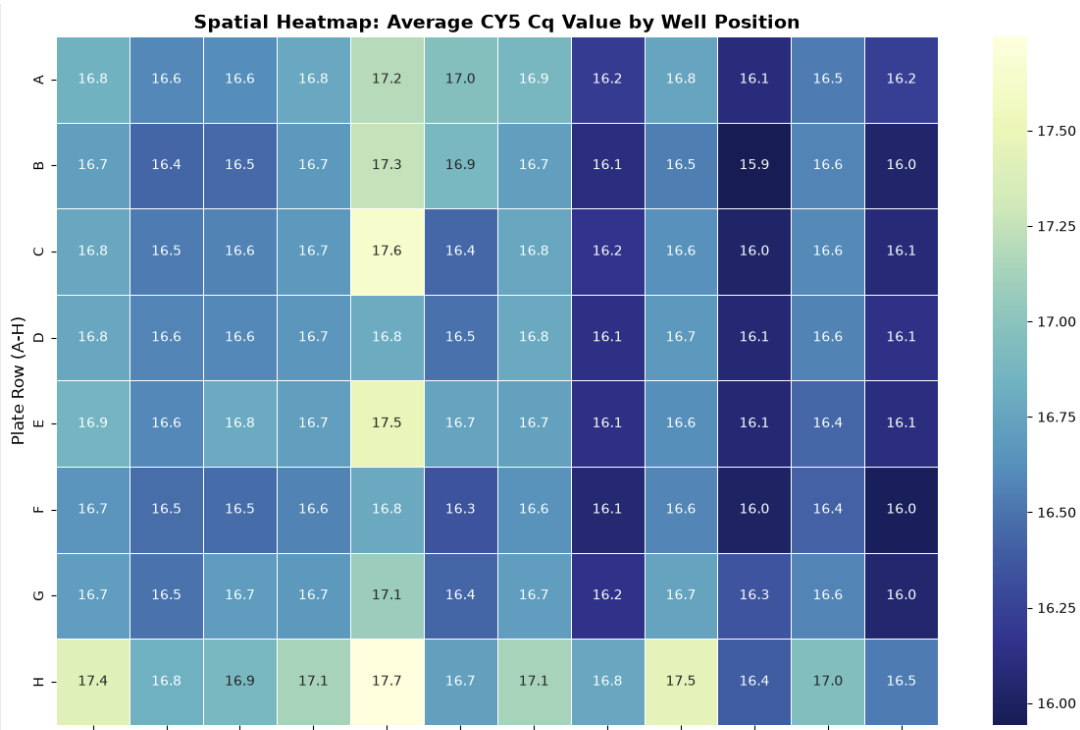 Spatial Heatmap: Average CY5 Cq Value by Well Position
A 16.8 16.6 16.6 16.8 17.2 17.0 16.9 16.2 16.8 16.1 16.5 16.2
B 16.7 16.4 16.5 16.7 17.3 16.9 16.7 16.1 16.5 15.9 16.6 16.0
C 16.8 16.5 16.6 16.7 17.6 16.4 16.8 16.2 16.6 16.0 16.6 16.1
D 16.8 16.6 16.6 16.7 16.8 16.5 16.8 16.1 16.7 16.1 16.6 16.1
E 16.9 16.6 16.8 16.7 17.5 16.7 16.7 16.1 16.6 16.1 16.4 16.1
F 16.7 16.5 16.5 16.6 16.8 16.3 16.6 16.1 16.6 16.0 16.4 16.0
G 16.7 16.5 16.7 16.7 17.1 16.4 16.7 16.2 16.7 16.3 16.6 16.0
H 17.4 16.8 16.9 17.1 17.7 16.7 17.1 16.8 17.5 16.4 17.0 16.5
Plate Row (A-H)
17.50
17.25
17.00
16.75
16.50
16.25
16.00